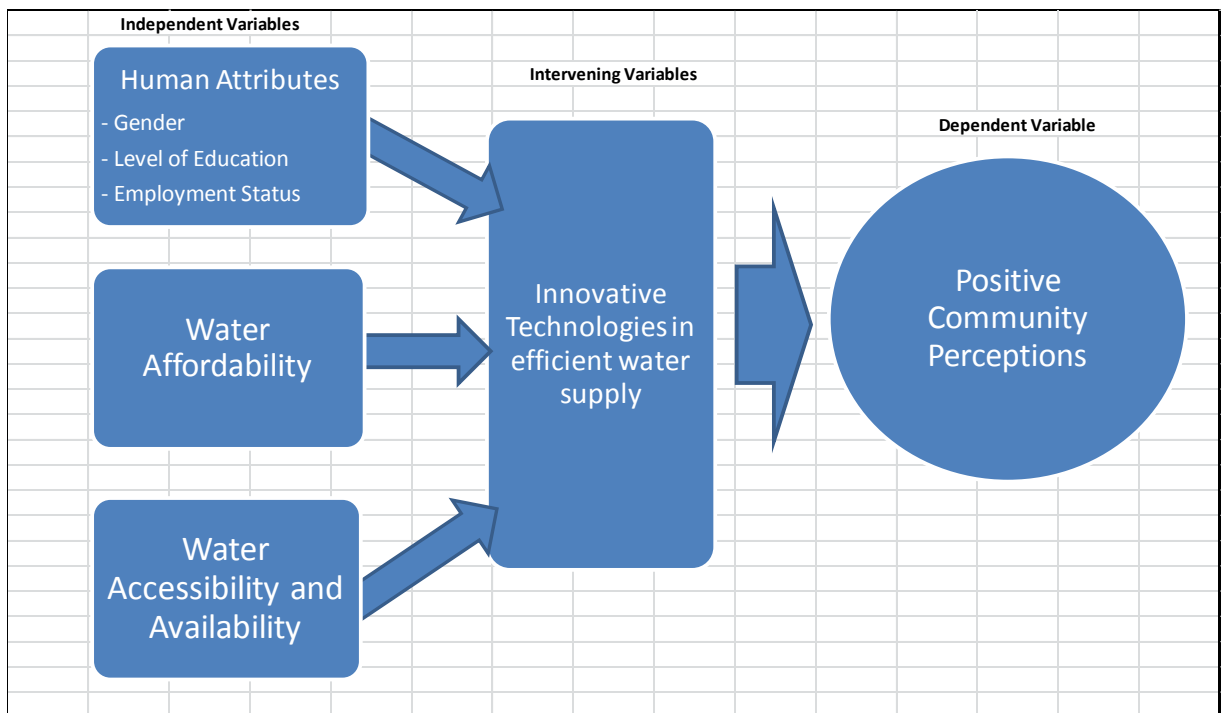 Independent Variables
Human Attributes
- Gender
- Level of Education
- Employment Status
Water
Affordability
Water
Accessibility and
Availability
Intervening Variables
Innovative
Technologies in
efficient water
supply
Dependent Variable
Positive
Community
Perceptions